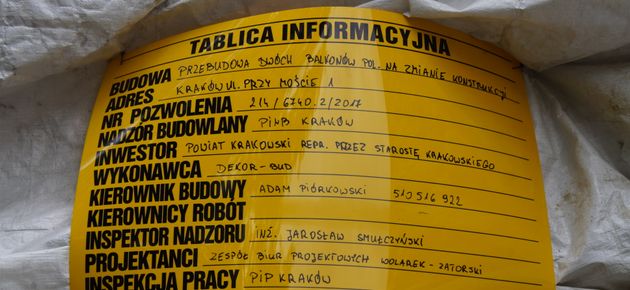 TABLICA INFORMACYJNA
BUDOWA PRZEBUDOWA DWÓCH BALKONÓW POL. NA ZMIANIE KONSTRUKCJI
ADRES KRAKÓW UL. PRZY MOŚCIE 1
NR POZWOLENIA 214/6740.2/2017
NADZÓR BUDOWLANY PINB KRAKÓW
INWESTOR POWIAT KRAKOWSKI REPR. PRZEZ STAROSTĘ KRAKOWSKIEGO
WYKONAWCA DEKOR-BUD
KIEROWNIK BUDOWY ADAM PIÓRKOWSKI 510 516 922
KIEROWNICY ROBÓT
INSPEKTOR NADZORU INŻ. JAROSŁAW SMULCZYŃSKI
PROJEKTANCI ZESPÓŁ BIUR PROJEKTOWYCH WOLAREK-ZATORSKI
INSPEKCJA PRACY PIP KRAKÓW